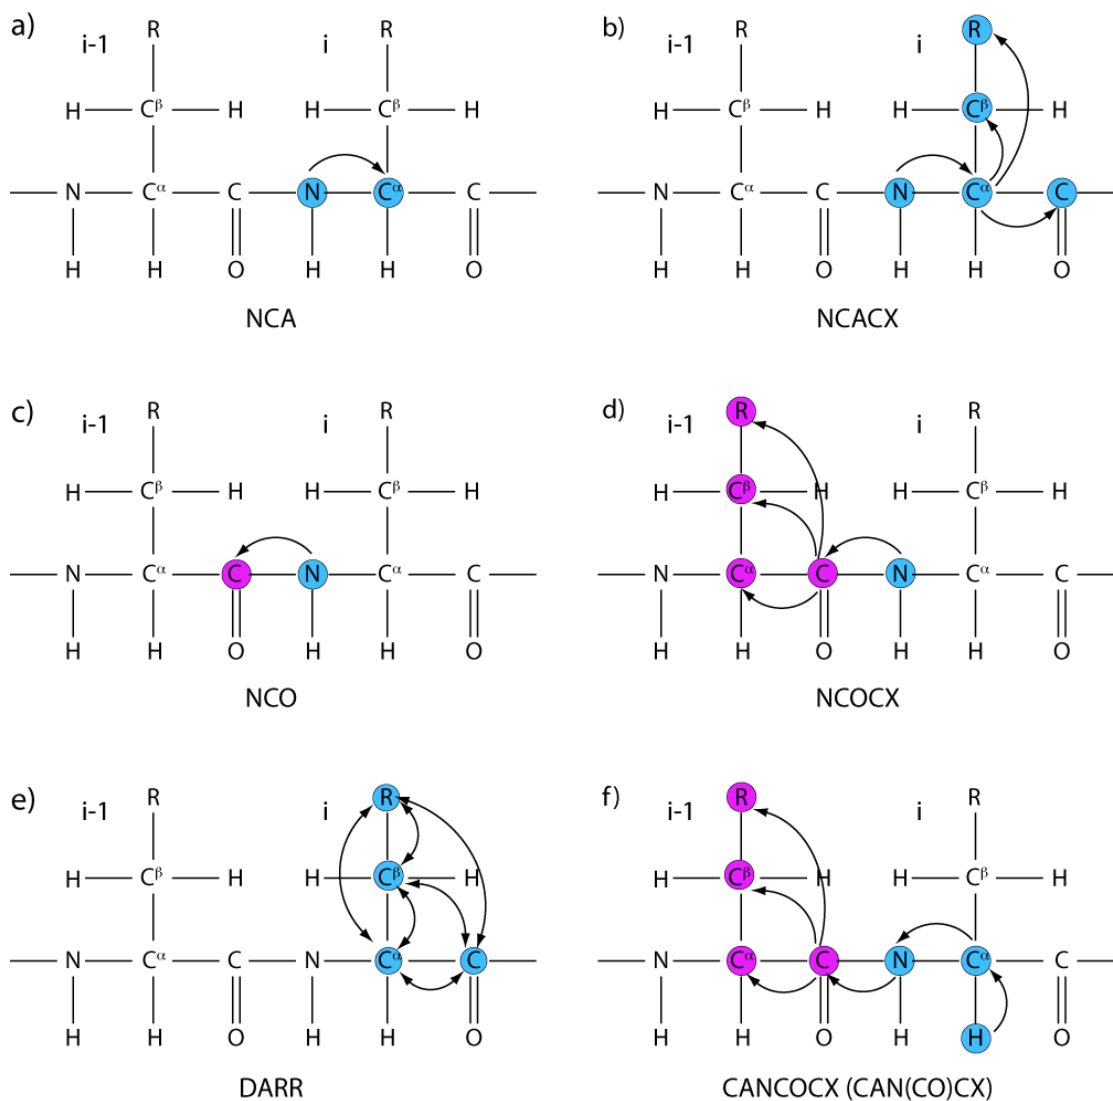 a) i-1 R i R b) i-1 R i R
H Cβ H H Cβ H H Cβ H H Cβ H
N Cα C N Cα C N Cα C N Cα C
H H O H H O H H O H H O
NCA NCACX
c) i-1 R i R d) i-1 R i R
H Cβ H H Cβ H H Cβ H H Cβ H
N Cα C N Cα C N Cα C N Cα C
H H O H H O H H O H H O
NCO NCOCX
e) i-1 R i R f) i-1 R i R
H Cβ H H Cβ H H Cβ H H Cβ H
N Cα C N Cα C N Cα C N Cα C
H H O H H O H H O H H O
DARR CANCOCX (CAN(CO)CX)